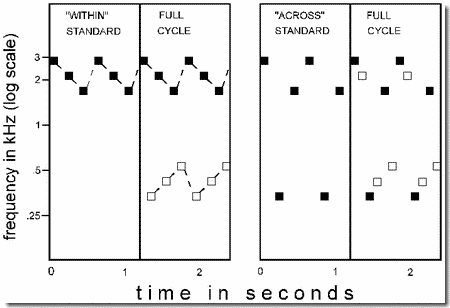 "WITHIN" FULL "ACROSS" FULL
STANDARD CYCLE STANDARD CYCLE
frequency in kHz (log scale)
3
2
1
.5
.25
0 1 2 0 1 2
time in seconds